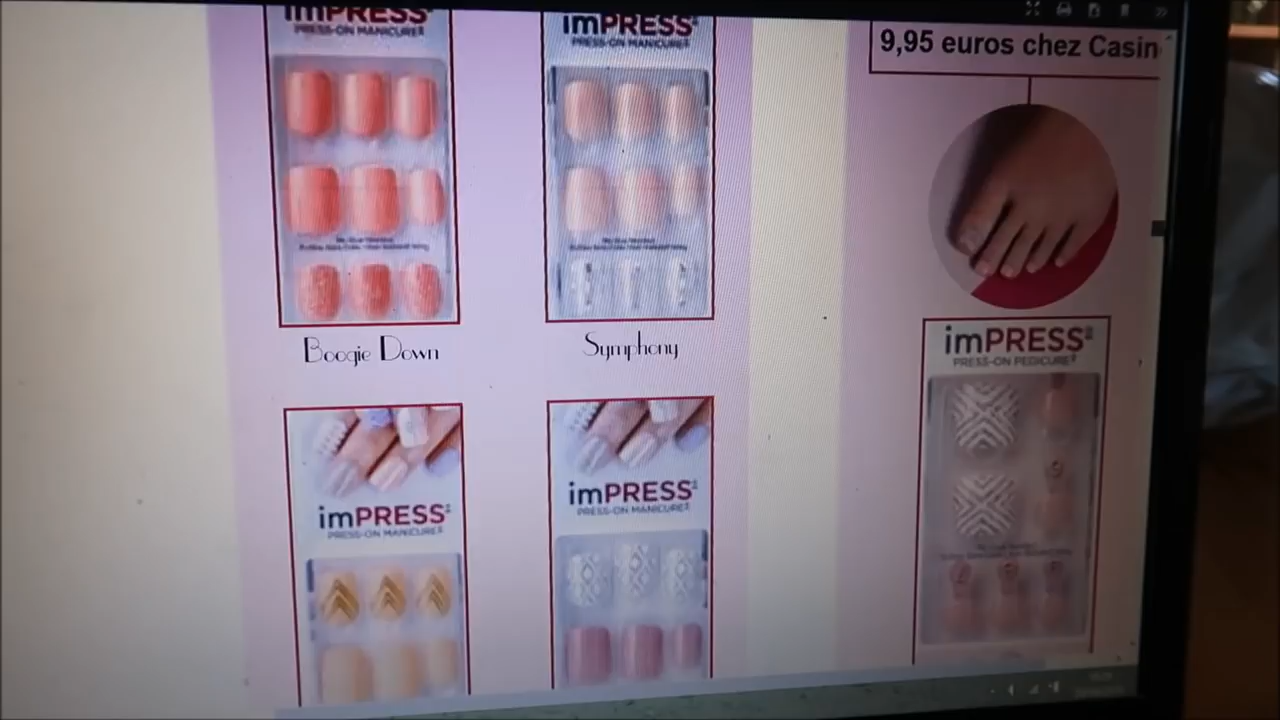 imPRESS
PRESS-ON MANICURE
Boogie Down
imPRESS
PRESS-ON MANICURE
Symphony
9,95 euros chez Casin
imPRESS
PRESS-ON MANICURE
imPRESS
PRESS-ON MANICURE
imPRESS
PRESS-ON PEDICURE